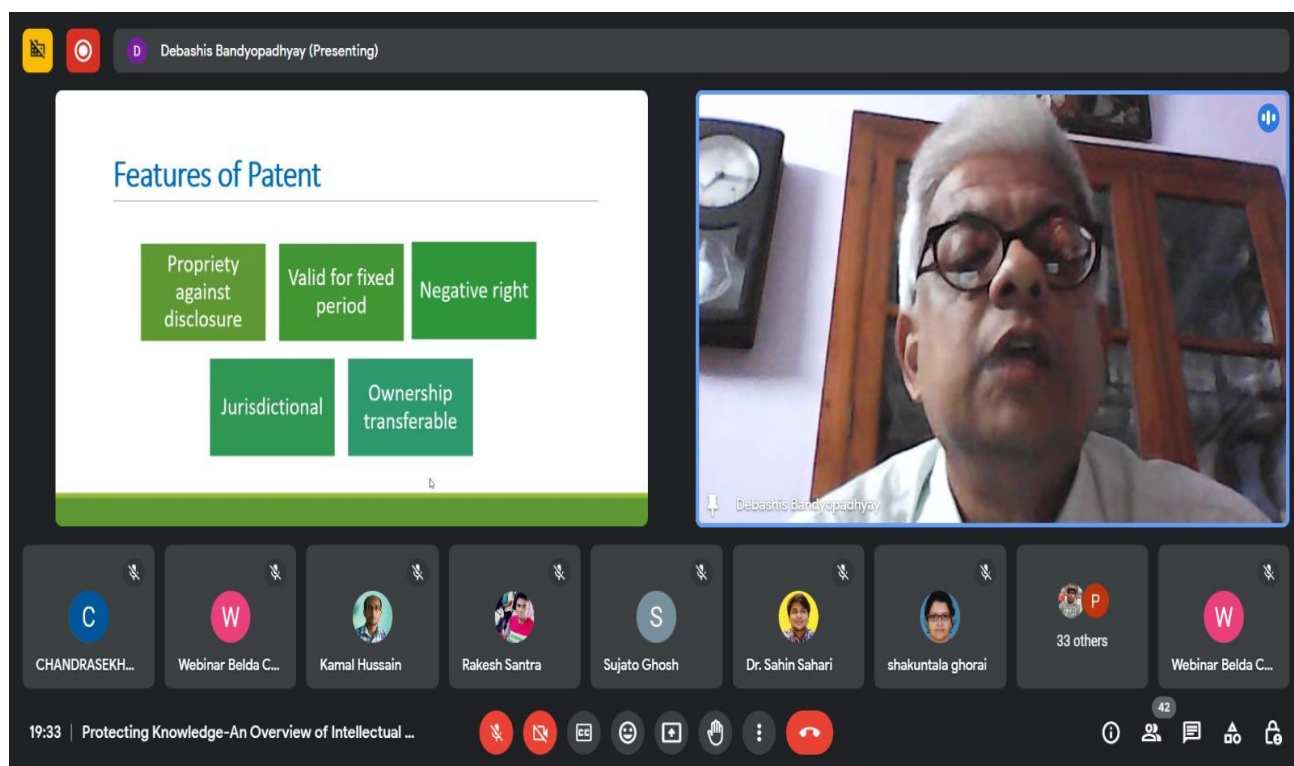 D Debashis Bandyopadhyay (Presenting)
Features of Patent
Propriety
against
disclosure
Valid for fixed
period
Negative right
Jurisdictional
Ownership
transferable
Debashis Bandyopadhyay
C
CHANDRASEKH...
W
Webinar Belda C...
Kamal Hussain
Rakesh Santra
S
Sujato Ghosh
Dr. Sahin Sahari
shakuntala ghorai
P
33 others
W
Webinar Belda C...
19:33 | Protecting Knowledge-An Overview of Intellectual ...
CC
42